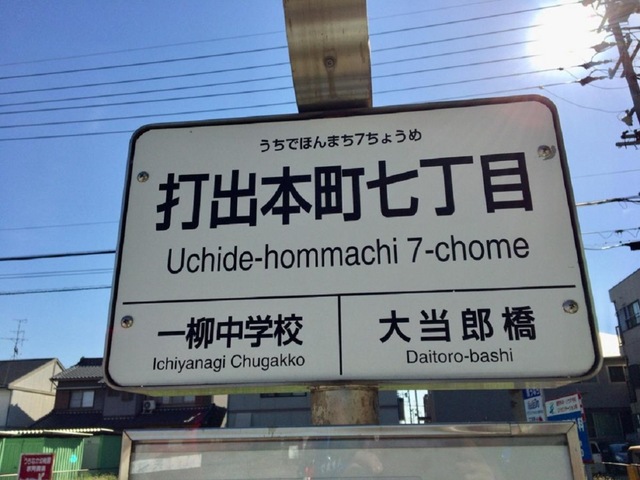 うちでほんまち7ちょうめ
打出本町七丁目
Uchide-hommachi 7-chome
一柳中学校
Ichiyanagi Chugakko
大当郎橋
Daitoro-bashi